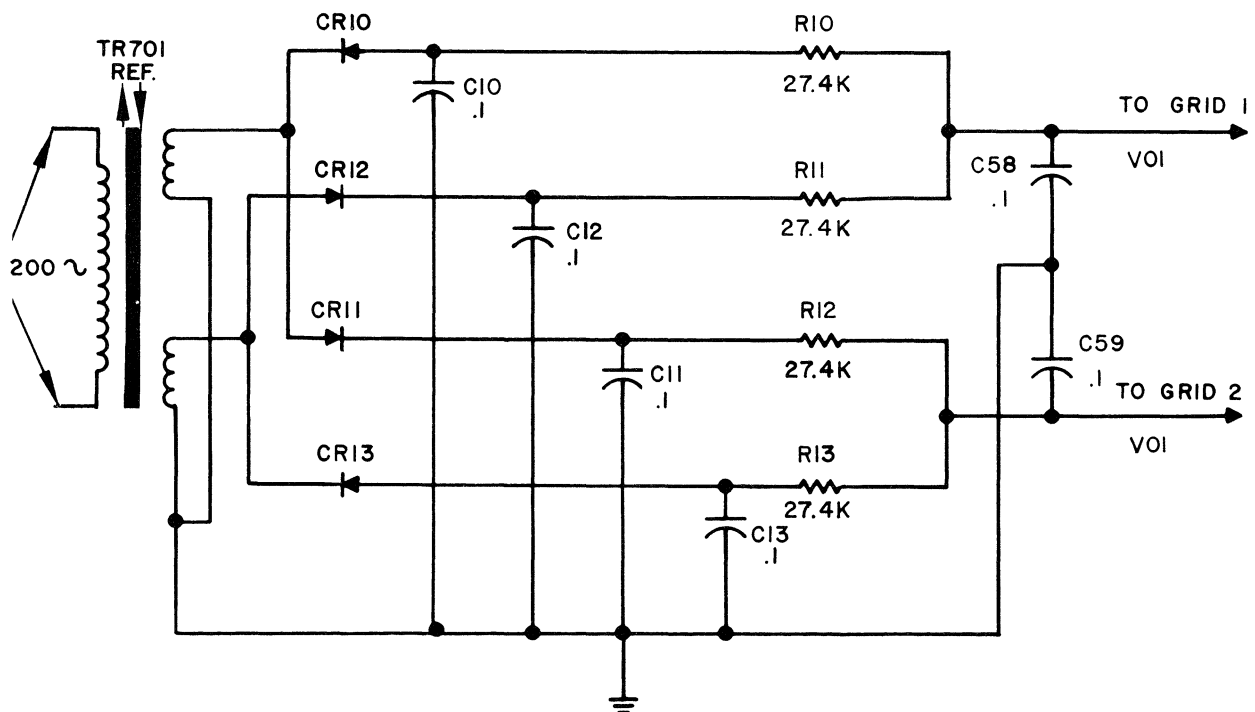 CR10
R10
27.4K
TR701
REF.
C10
.1
TO GRID 1
V01
CR12
R11
27.4K
C58
.1
C12
.1
200 ~
CR11
R12
27.4K
C11
.1
C59
.1
TO GRID 2
V01
CR13
R13
27.4K
C13
.1